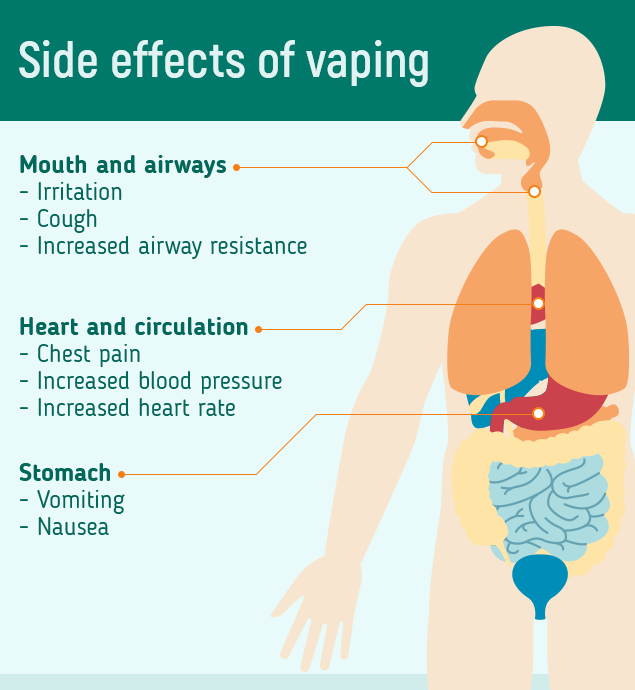 Side effects of vaping
Mouth and airways
- Irritation
- Cough
- Increased airway resistance
Heart and circulation
- Chest pain
- Increased blood pressure
- Increased heart rate
Stomach
- Vomiting
- Nausea